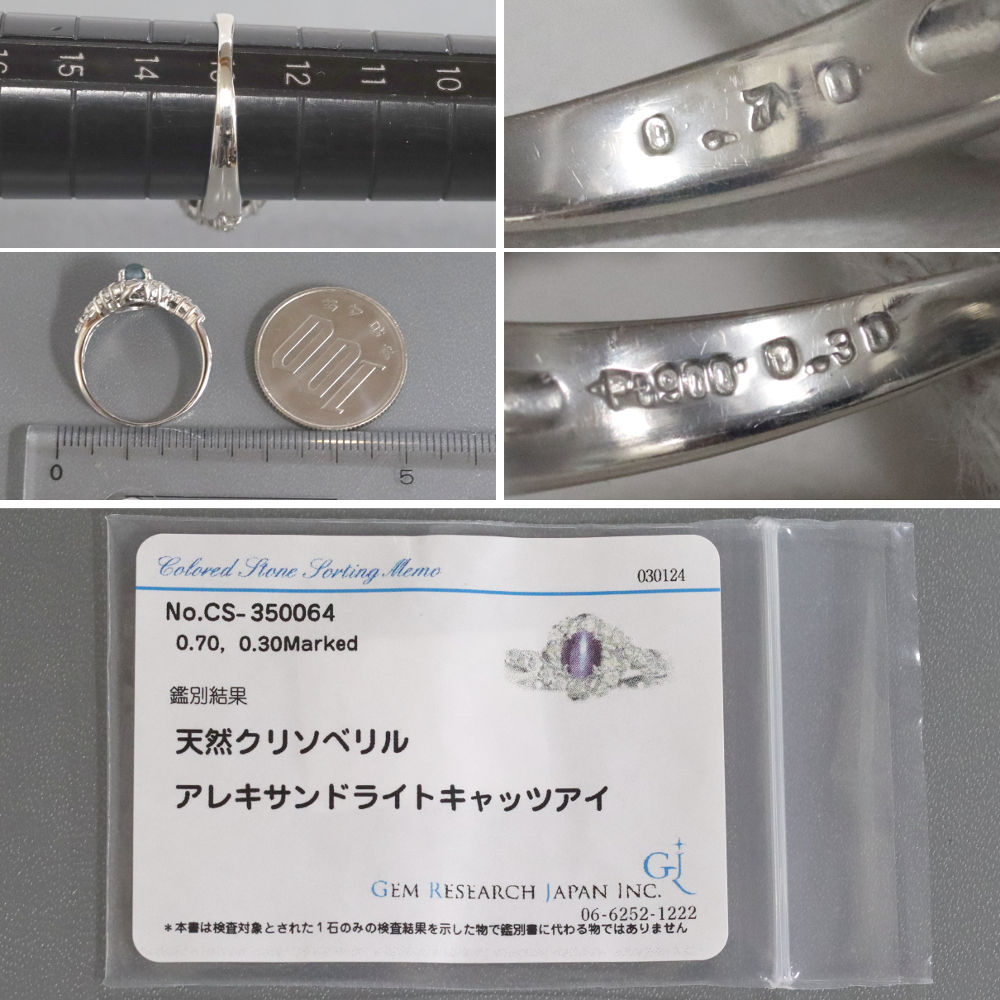 16 15 14 13 12 11 10
0.70
100
0 5
Pt900 0.30
Colored Stone Sorting Memo
030124
No.CS-350064
0.70, 0.30Marked
鑑別結果
天然クリソベリル
アレキサンドライトキャッツアイ
GJ
GEM RESEARCH JAPAN INC.
06-6252-1222
*本書は検査対象とされた1石のみの検査結果を示した物で鑑別書に代わる物ではありません